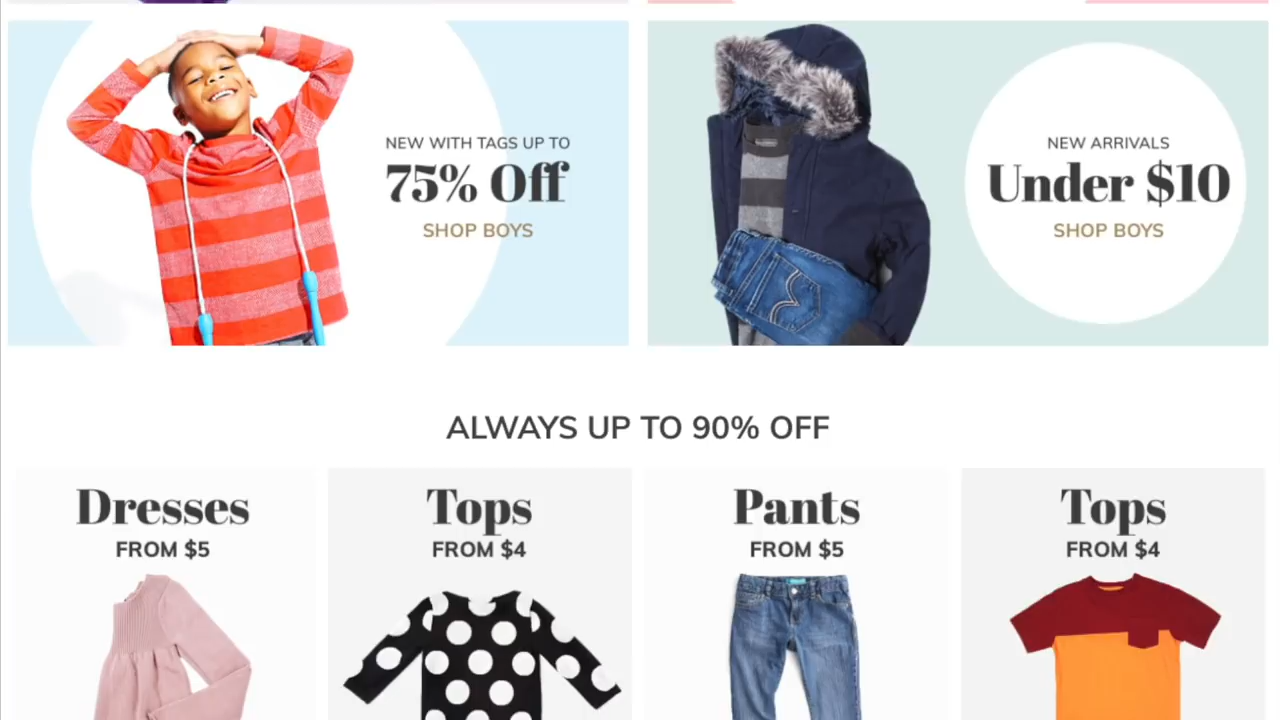 NEW WITH TAGS UP TO
75% Off
SHOP BOYS
NEW ARRIVALS
Under $10
SHOP BOYS
ALWAYS UP TO 90% OFF
Dresses
FROM $5
Tops
FROM $4
Pants
FROM $5
Tops
FROM $4